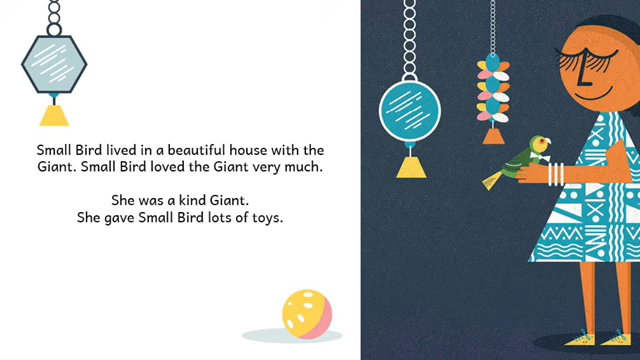 Small Bird lived in a beautiful house with the
Giant. Small Bird loved the Giant very much.
She was a kind Giant.
She gave Small Bird lots of toys.